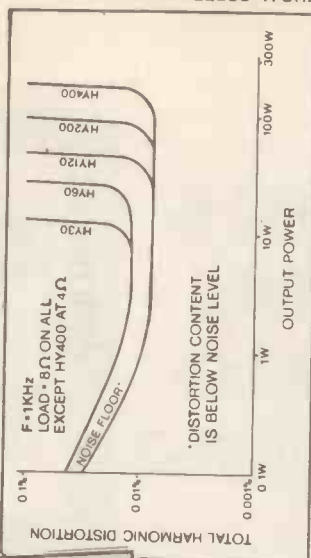 TOTAL HARMONIC DISTORTION
0.1%
0.01%
0.001%
F=1KHz
LOAD=8Ω ON ALL
EXCEPT HY400 AT 4Ω
NOISE FLOOR*
HY30
HY60
HY120
HY200
HY400
*DISTORTION CONTENT
IS BELOW NOISE LEVEL
0.1W
1W
10W
100W
300W
OUTPUT POWER